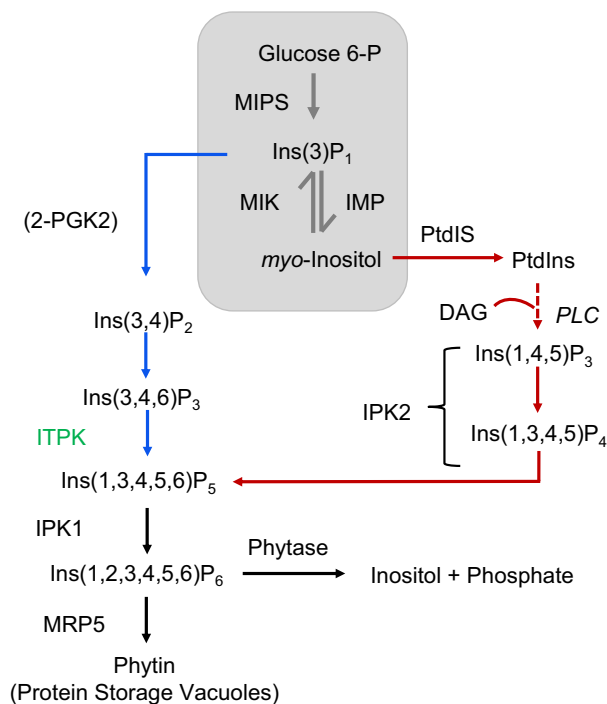 Glucose 6-P
MIPS
Ins(3)P1
MIK
IMP
(2-PGK2)
myo-Inositol
PtdIS
PtdIns
DAG
PLC
Ins(3,4)P2
Ins(1,4,5)P3
Ins(3,4,6)P3
IPK2
ITPK
Ins(1,3,4,5)P4
Ins(1,3,4,5,6)P5
IPK1
Phytase
Ins(1,2,3,4,5,6)P6
Inositol + Phosphate
MRP5
Phytin
(Protein Storage Vacuoles)